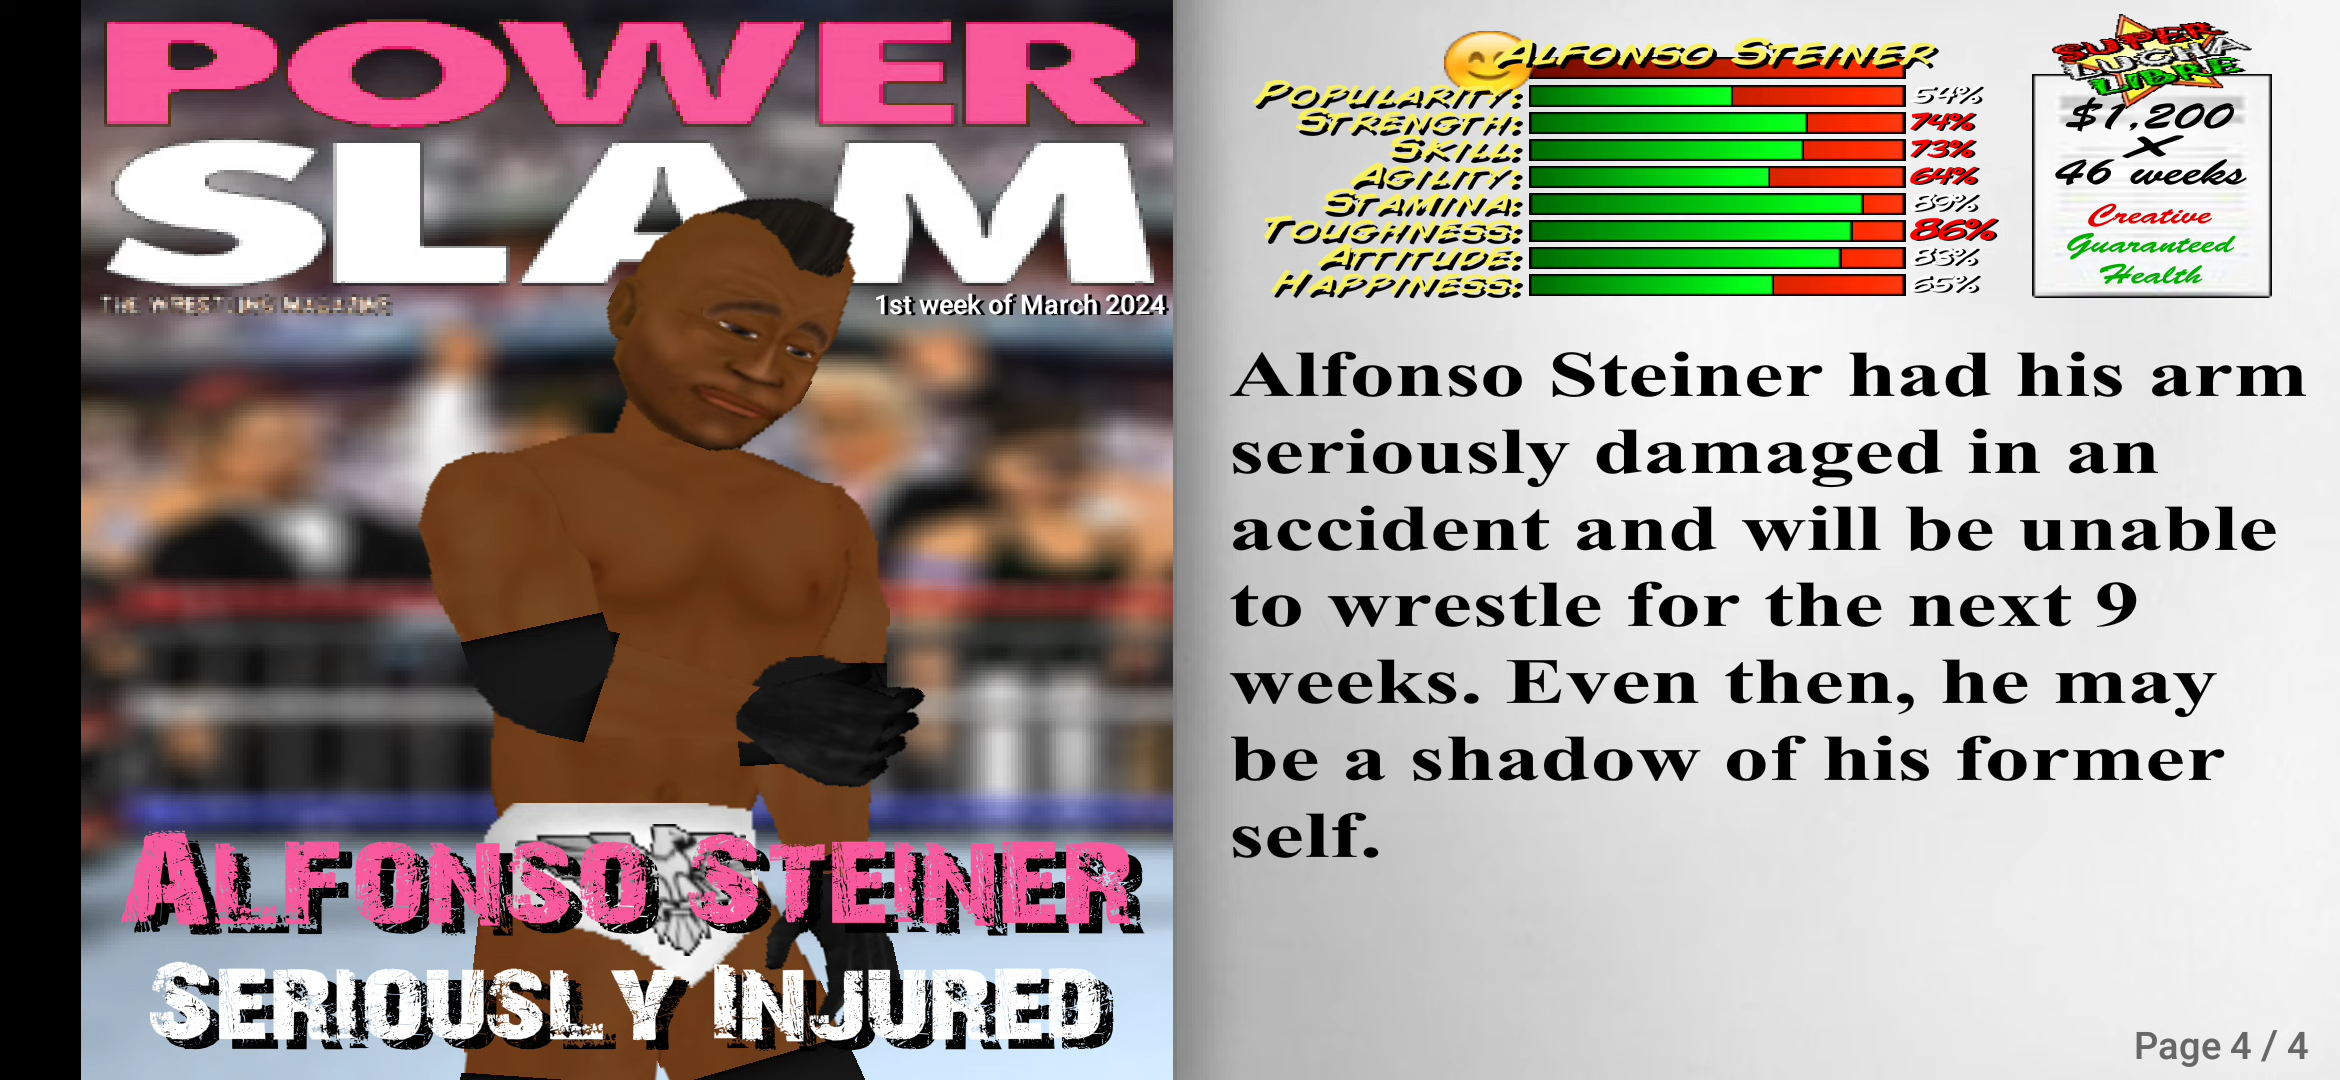 POWER
SLAM
THE WRESTLING MAGAZINE
1st week of March 2024
ALFONSO STEINER
SERIOUSLY INJURED
ALFONSO STEINER
POPULARITY: 54%
STRENGTH: 74%
SKILL: 73%
AGILITY: 64%
STAMINA: 89%
TOUGHNESS: 86%
ATTITUDE: 83%
HAPPINESS: 65%
SUPER
LUCHA
LIBRE
$1,200
X
46 weeks
Creative
Guaranteed
Health
Alfonso Steiner had his arm
seriously damaged in an
accident and will be unable
to wrestle for the next 9
weeks. Even then, he may
be a shadow of his former
self.
Page 4 / 4